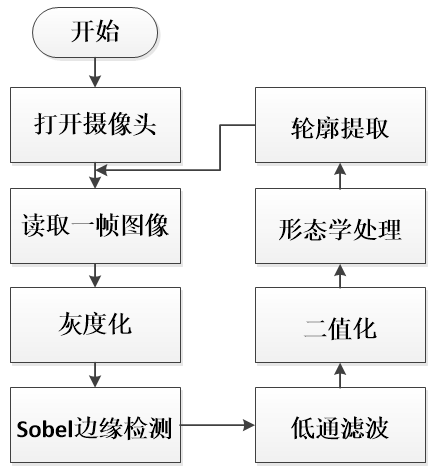 开始
打开摄像头
读取一帧图像
灰度化
Sobel边缘检测
低通滤波
二值化
形态学处理
轮廓提取